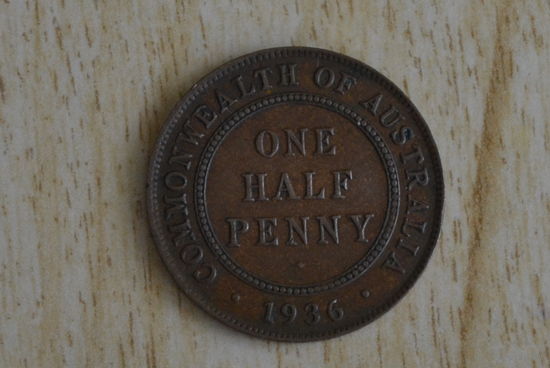 COMMONWEALTH OF AUSTRALIA
ONE
HALF
PENNY
1936